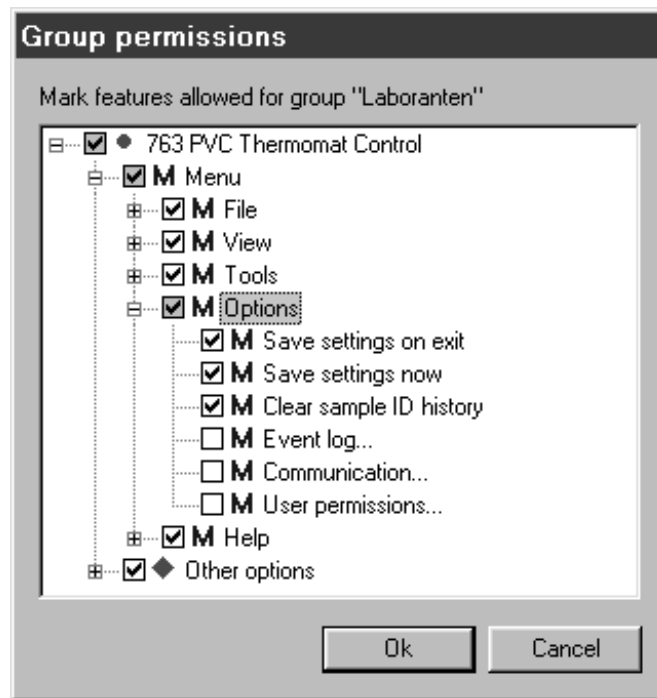 Group permissions
Mark features allowed for group "Laboranten"
763 PVC Thermomat Control
M Menu
M File
M View
M Tools
M Options
M Save settings on exit
M Save settings now
M Clear sample ID history
M Event log...
M Communication...
M User permissions...
M Help
Other options
Ok Cancel